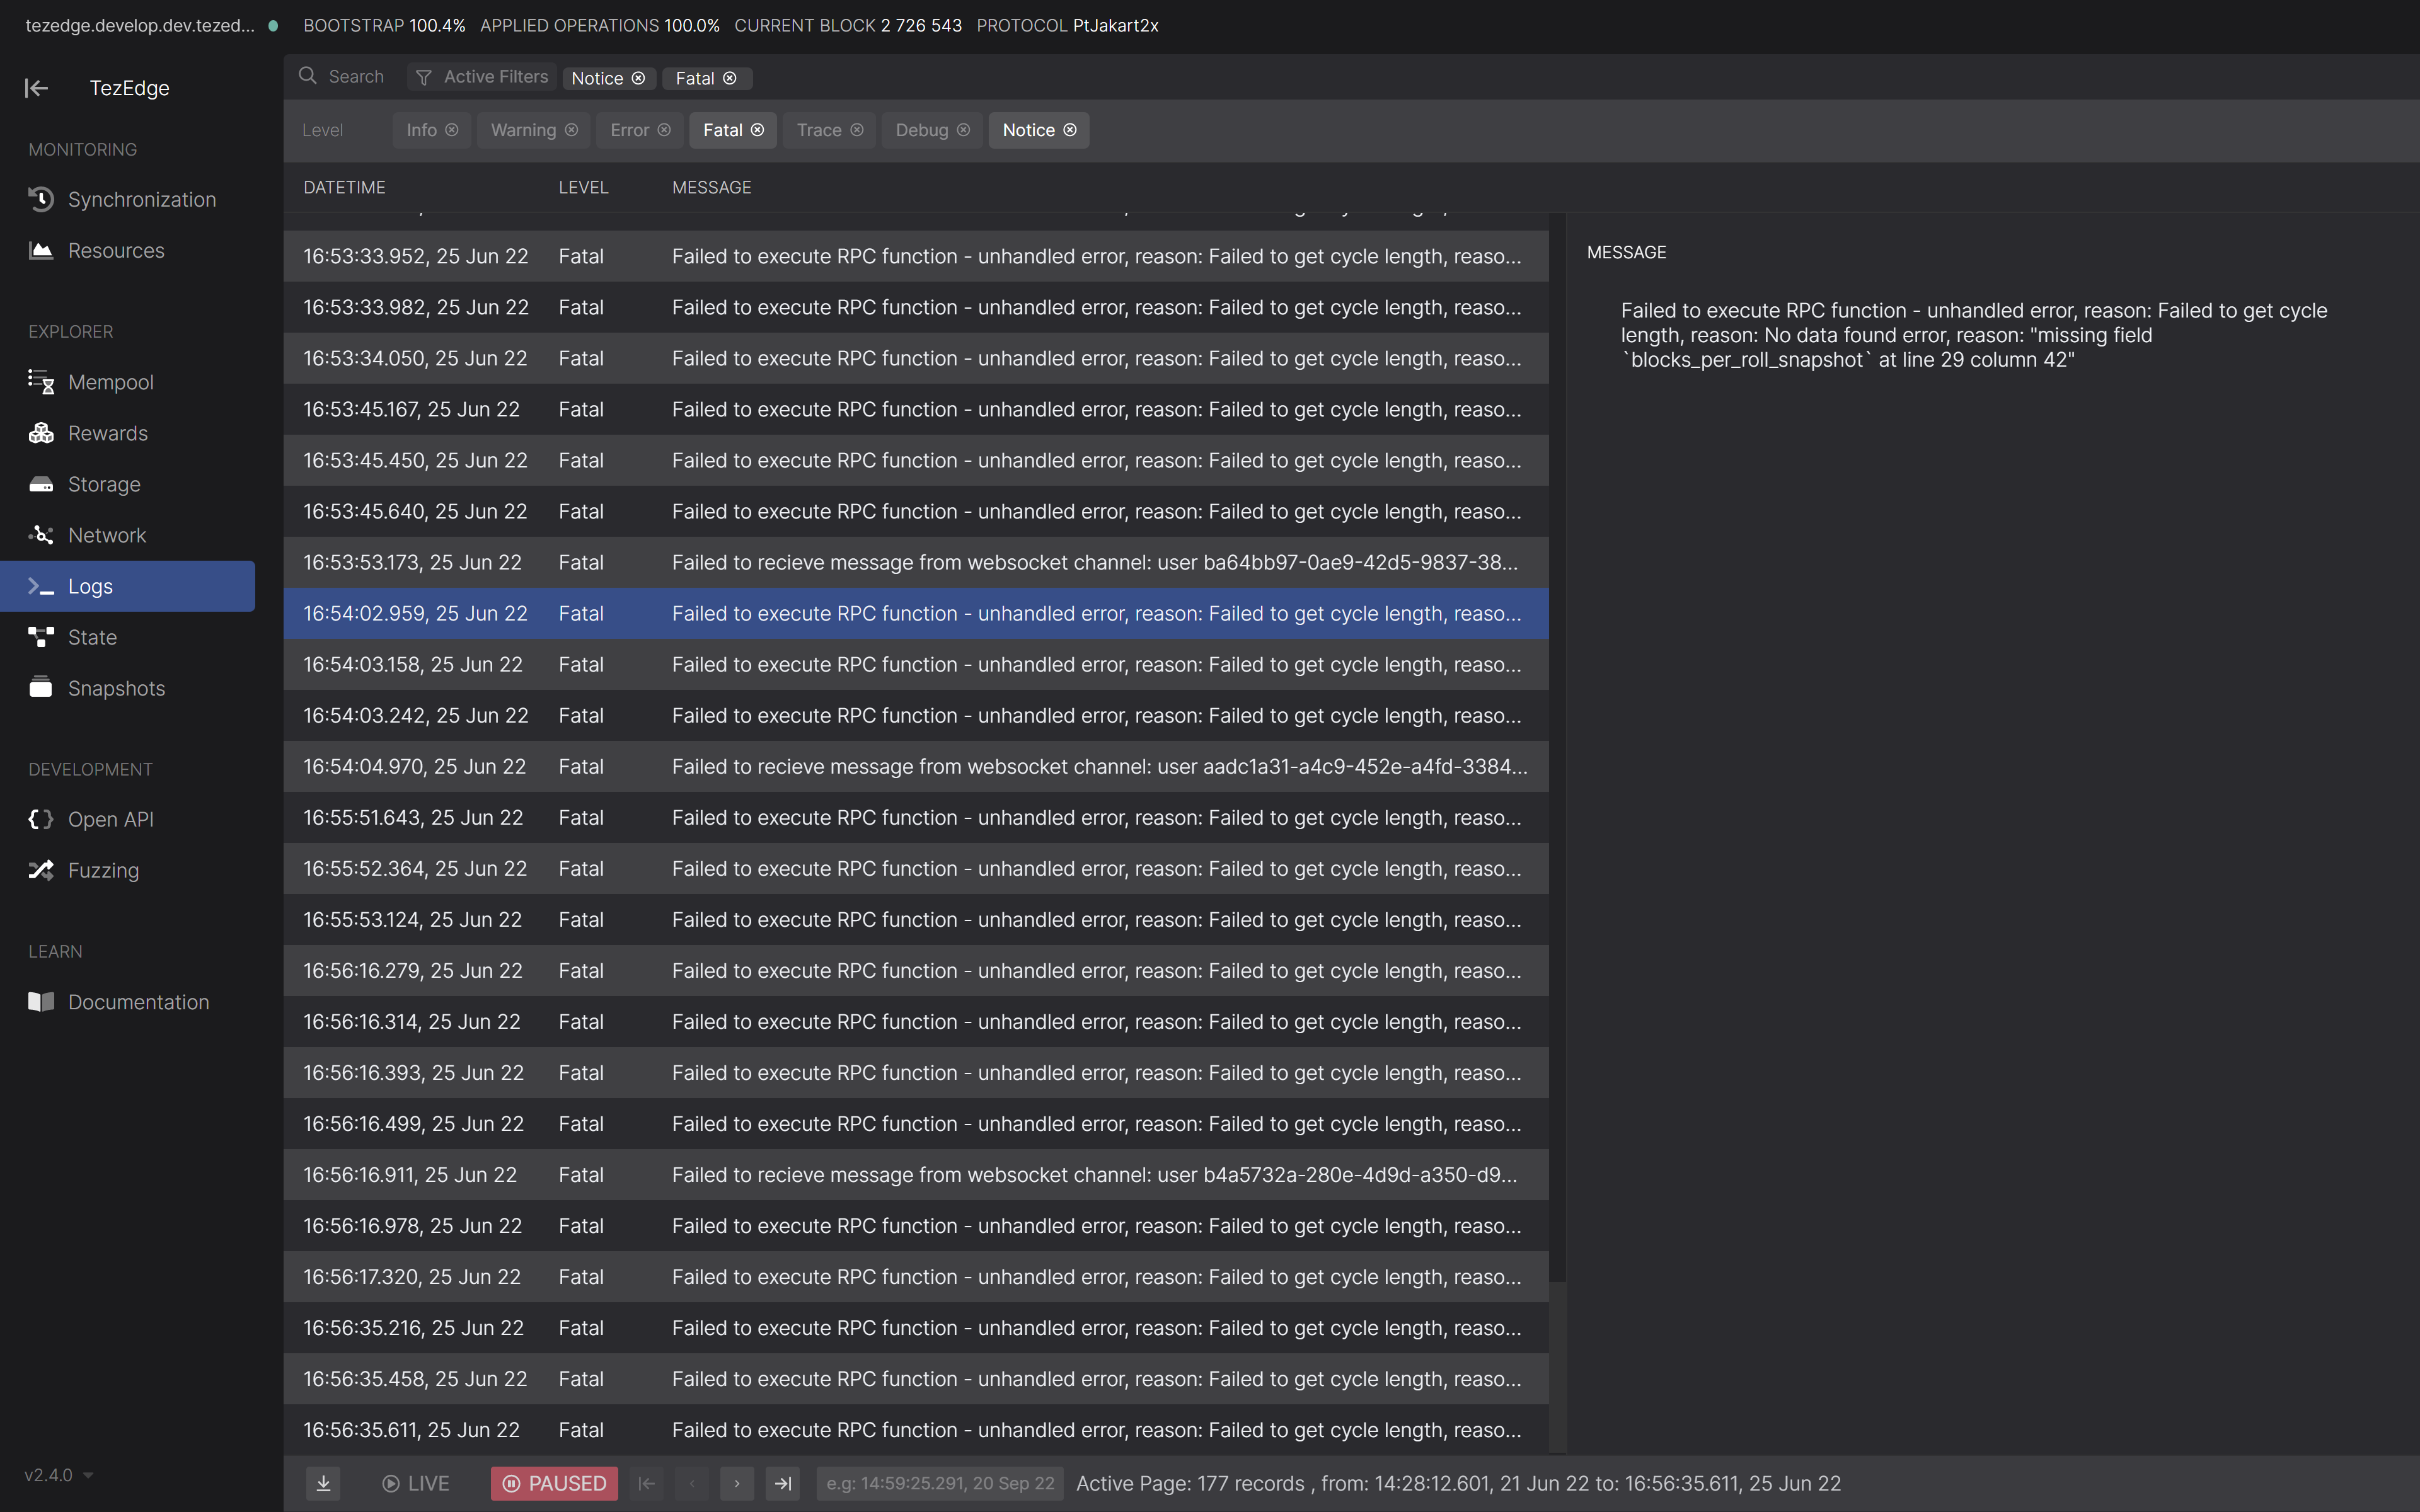 tezedge.develop.dev.tezed... BOOTSTRAP 100.4% APPLIED OPERATIONS 100.0% CURRENT BLOCK 2 726 543 PROTOCOL PtJakart2x
TezEdge
MONITORING
Synchronization
Resources
EXPLORER
Mempool
Rewards
Storage
Network
Logs
State
Snapshots
DEVELOPMENT
Open API
Fuzzing
LEARN
Documentation
v2.4.0
Search Active Filters Notice Fatal
Level Info Warning Error Fatal Trace Debug Notice
DATETIME LEVEL MESSAGE
16:53:33.952, 25 Jun 22 Fatal Failed to execute RPC function - unhandled error, reason: Failed to get cycle length, reaso...
16:53:33.982, 25 Jun 22 Fatal Failed to execute RPC function - unhandled error, reason: Failed to get cycle length, reaso...
16:53:34.050, 25 Jun 22 Fatal Failed to execute RPC function - unhandled error, reason: Failed to get cycle length, reaso...
16:53:45.167, 25 Jun 22 Fatal Failed to execute RPC function - unhandled error, reason: Failed to get cycle length, reaso...
16:53:45.450, 25 Jun 22 Fatal Failed to execute RPC function - unhandled error, reason: Failed to get cycle length, reaso...
16:53:45.640, 25 Jun 22 Fatal Failed to execute RPC function - unhandled error, reason: Failed to get cycle length, reaso...
16:53:53.173, 25 Jun 22 Fatal Failed to recieve message from websocket channel: user ba64bb97-0ae9-42d5-9837-38...
16:54:02.959, 25 Jun 22 Fatal Failed to execute RPC function - unhandled error, reason: Failed to get cycle length, reaso...
16:54:03.158, 25 Jun 22 Fatal Failed to execute RPC function - unhandled error, reason: Failed to get cycle length, reaso...
16:54:03.242, 25 Jun 22 Fatal Failed to execute RPC function - unhandled error, reason: Failed to get cycle length, reaso...
16:54:04.970, 25 Jun 22 Fatal Failed to recieve message from websocket channel: user aadc1a31-a4c9-452e-a4fd-3384...
16:55:51.643, 25 Jun 22 Fatal Failed to execute RPC function - unhandled error, reason: Failed to get cycle length, reaso...
16:55:52.364, 25 Jun 22 Fatal Failed to execute RPC function - unhandled error, reason: Failed to get cycle length, reaso...
16:55:53.124, 25 Jun 22 Fatal Failed to execute RPC function - unhandled error, reason: Failed to get cycle length, reaso...
16:56:16.279, 25 Jun 22 Fatal Failed to execute RPC function - unhandled error, reason: Failed to get cycle length, reaso...
16:56:16.314, 25 Jun 22 Fatal Failed to execute RPC function - unhandled error, reason: Failed to get cycle length, reaso...
16:56:16.393, 25 Jun 22 Fatal Failed to execute RPC function - unhandled error, reason: Failed to get cycle length, reaso...
16:56:16.499, 25 Jun 22 Fatal Failed to execute RPC function - unhandled error, reason: Failed to get cycle length, reaso...
16:56:16.911, 25 Jun 22 Fatal Failed to recieve message from websocket channel: user b4a5732a-280e-4d9d-a350-d9...
16:56:16.978, 25 Jun 22 Fatal Failed to execute RPC function - unhandled error, reason: Failed to get cycle length, reaso...
16:56:17.320, 25 Jun 22 Fatal Failed to execute RPC function - unhandled error, reason: Failed to get cycle length, reaso...
16:56:35.216, 25 Jun 22 Fatal Failed to execute RPC function - unhandled error, reason: Failed to get cycle length, reaso...
16:56:35.458, 25 Jun 22 Fatal Failed to execute RPC function - unhandled error, reason: Failed to get cycle length, reaso...
16:56:35.611, 25 Jun 22 Fatal Failed to execute RPC function - unhandled error, reason: Failed to get cycle length, reaso...
MESSAGE
Failed to execute RPC function - unhandled error, reason: Failed to get cycle
length, reason: No data found error, reason: "missing field
`blocks_per_roll_snapshot` at line 29 column 42"
LIVE PAUSED e.g: 14:59:25.291, 20 Sep 22 Active Page: 177 records , from: 14:28:12.601, 21 Jun 22 to: 16:56:35.611, 25 Jun 22